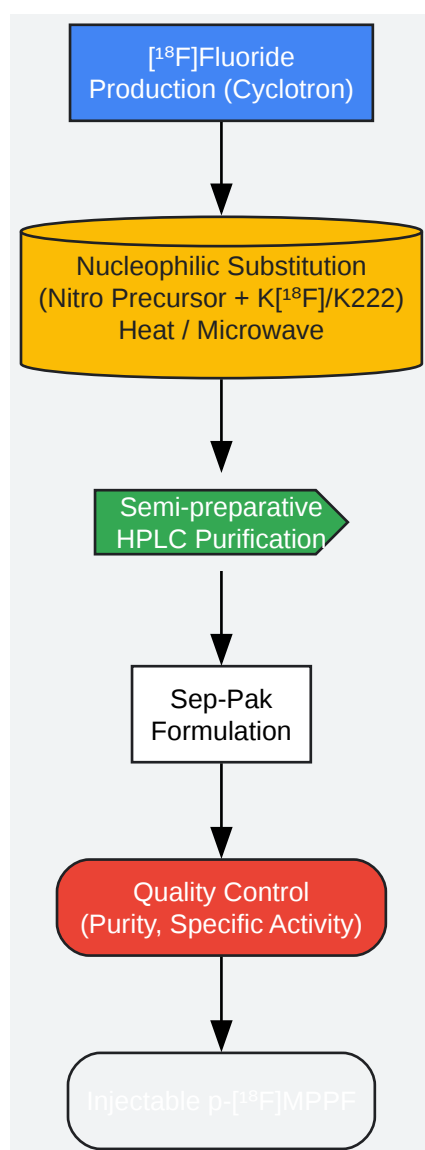 [¹⁸F]Fluoride
Production (Cyclotron)
Nucleophilic Substitution
(Nitro Precursor + K[¹⁸F]/K222)
Heat / Microwave
Semi-preparative
HPLC Purification
Sep-Pak
Formulation
Quality Control
(Purity, Specific Activity)
Injectable p-[¹⁸F]MPPF